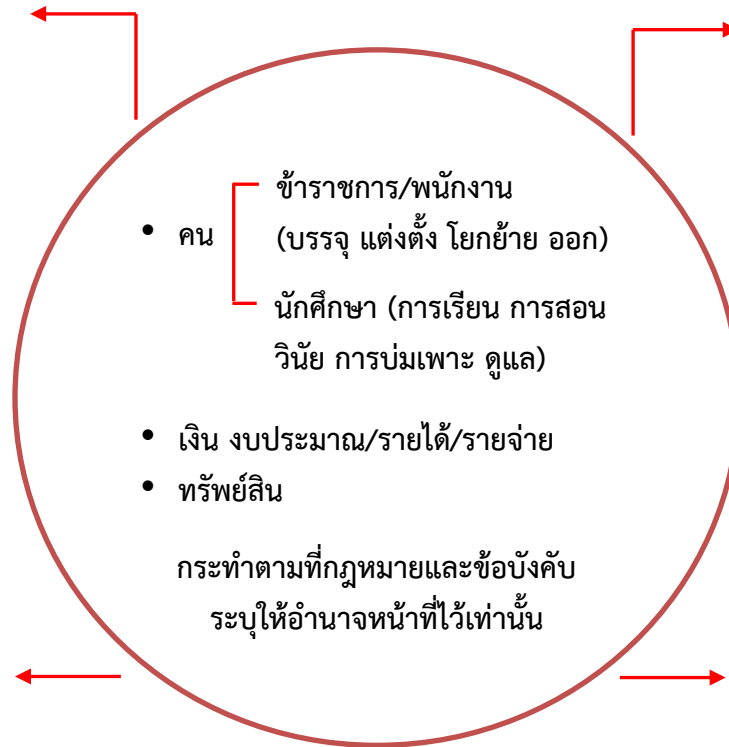 ข้าราชการ/พนักงาน
• คน (บรรจุ แต่งตั้ง โยกย้าย ออก)
นักศึกษา (การเรียน การสอน
วินัย การบ่มเพาะ ดูแล)
• เงิน งบประมาณ/รายได้/รายจ่าย
• ทรัพย์สิน
กระทำตามที่กฎหมายและข้อบังคับ
ระบุให้อำนาจหน้าที่ไว้เท่านั้น